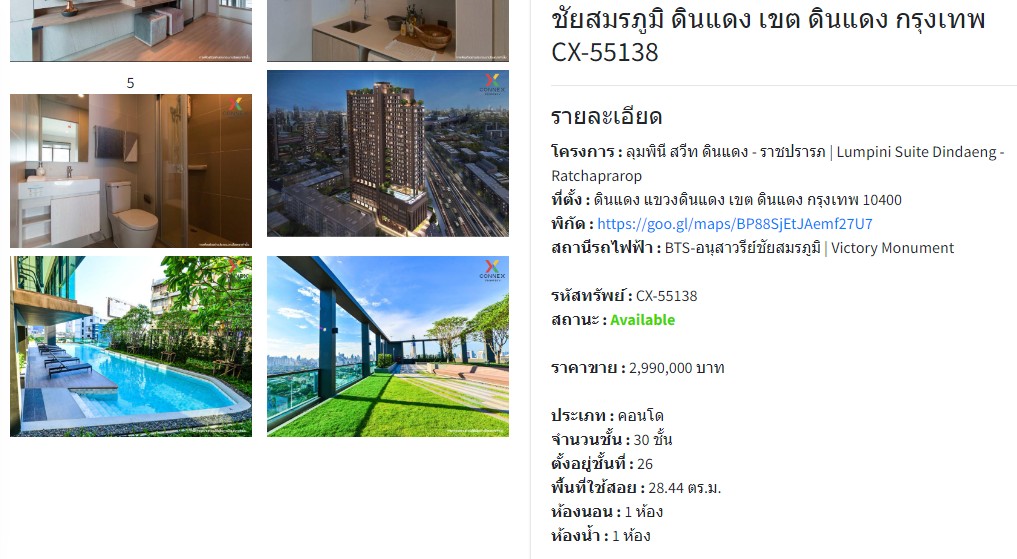 5
CONNEX
CONNEX
ชัยสมรภูมิ ดินแดง เขต ดินแดง กรุงเทพ
CX-55138
รายละเอียด
โครงการ : ลุมพินี สวีท ดินแดง - ราชปรารภ | Lumpini Suite Dindaeng -
Ratchaprarop
ที่ตั้ง : ดินแดง แขวงดินแดง เขต ดินแดง กรุงเทพ 10400
พิกัด : https://goo.gl/maps/BP88SjEtJAemf27U7
สถานีรถไฟฟ้า : BTS-อนุสาวรีย์ชัยสมรภูมิ | Victory Monument
รหัสทรัพย์ : CX-55138
สถานะ : Available
ราคาขาย : 2,990,000 บาท
ประเภท : คอนโด
จำนวนชั้น : 30 ชั้น
ตั้งอยู่ชั้นที่ : 26
พื้นที่ใช้สอย : 28.44 ตร.ม.
ห้องนอน : 1 ห้อง
ห้องน้ำ : 1 ห้อง